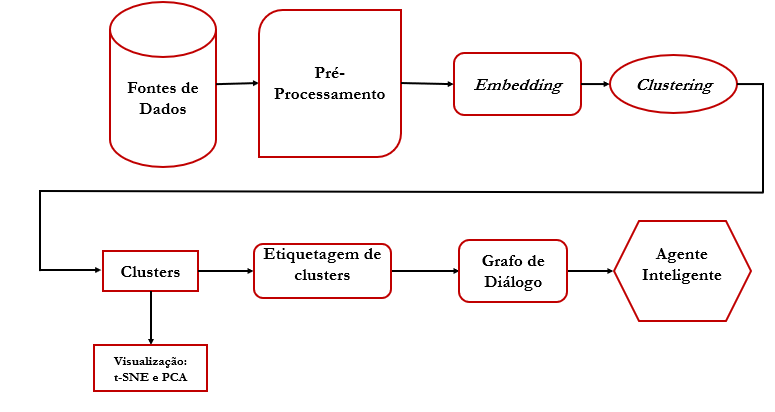 Fontes de
Dados
Pré-
Processamento
Embedding
Clustering
Clusters
Etiquetagem de
clusters
Grafo de
Diálogo
Agente
Inteligente
Visualização:
t-SNE e PCA